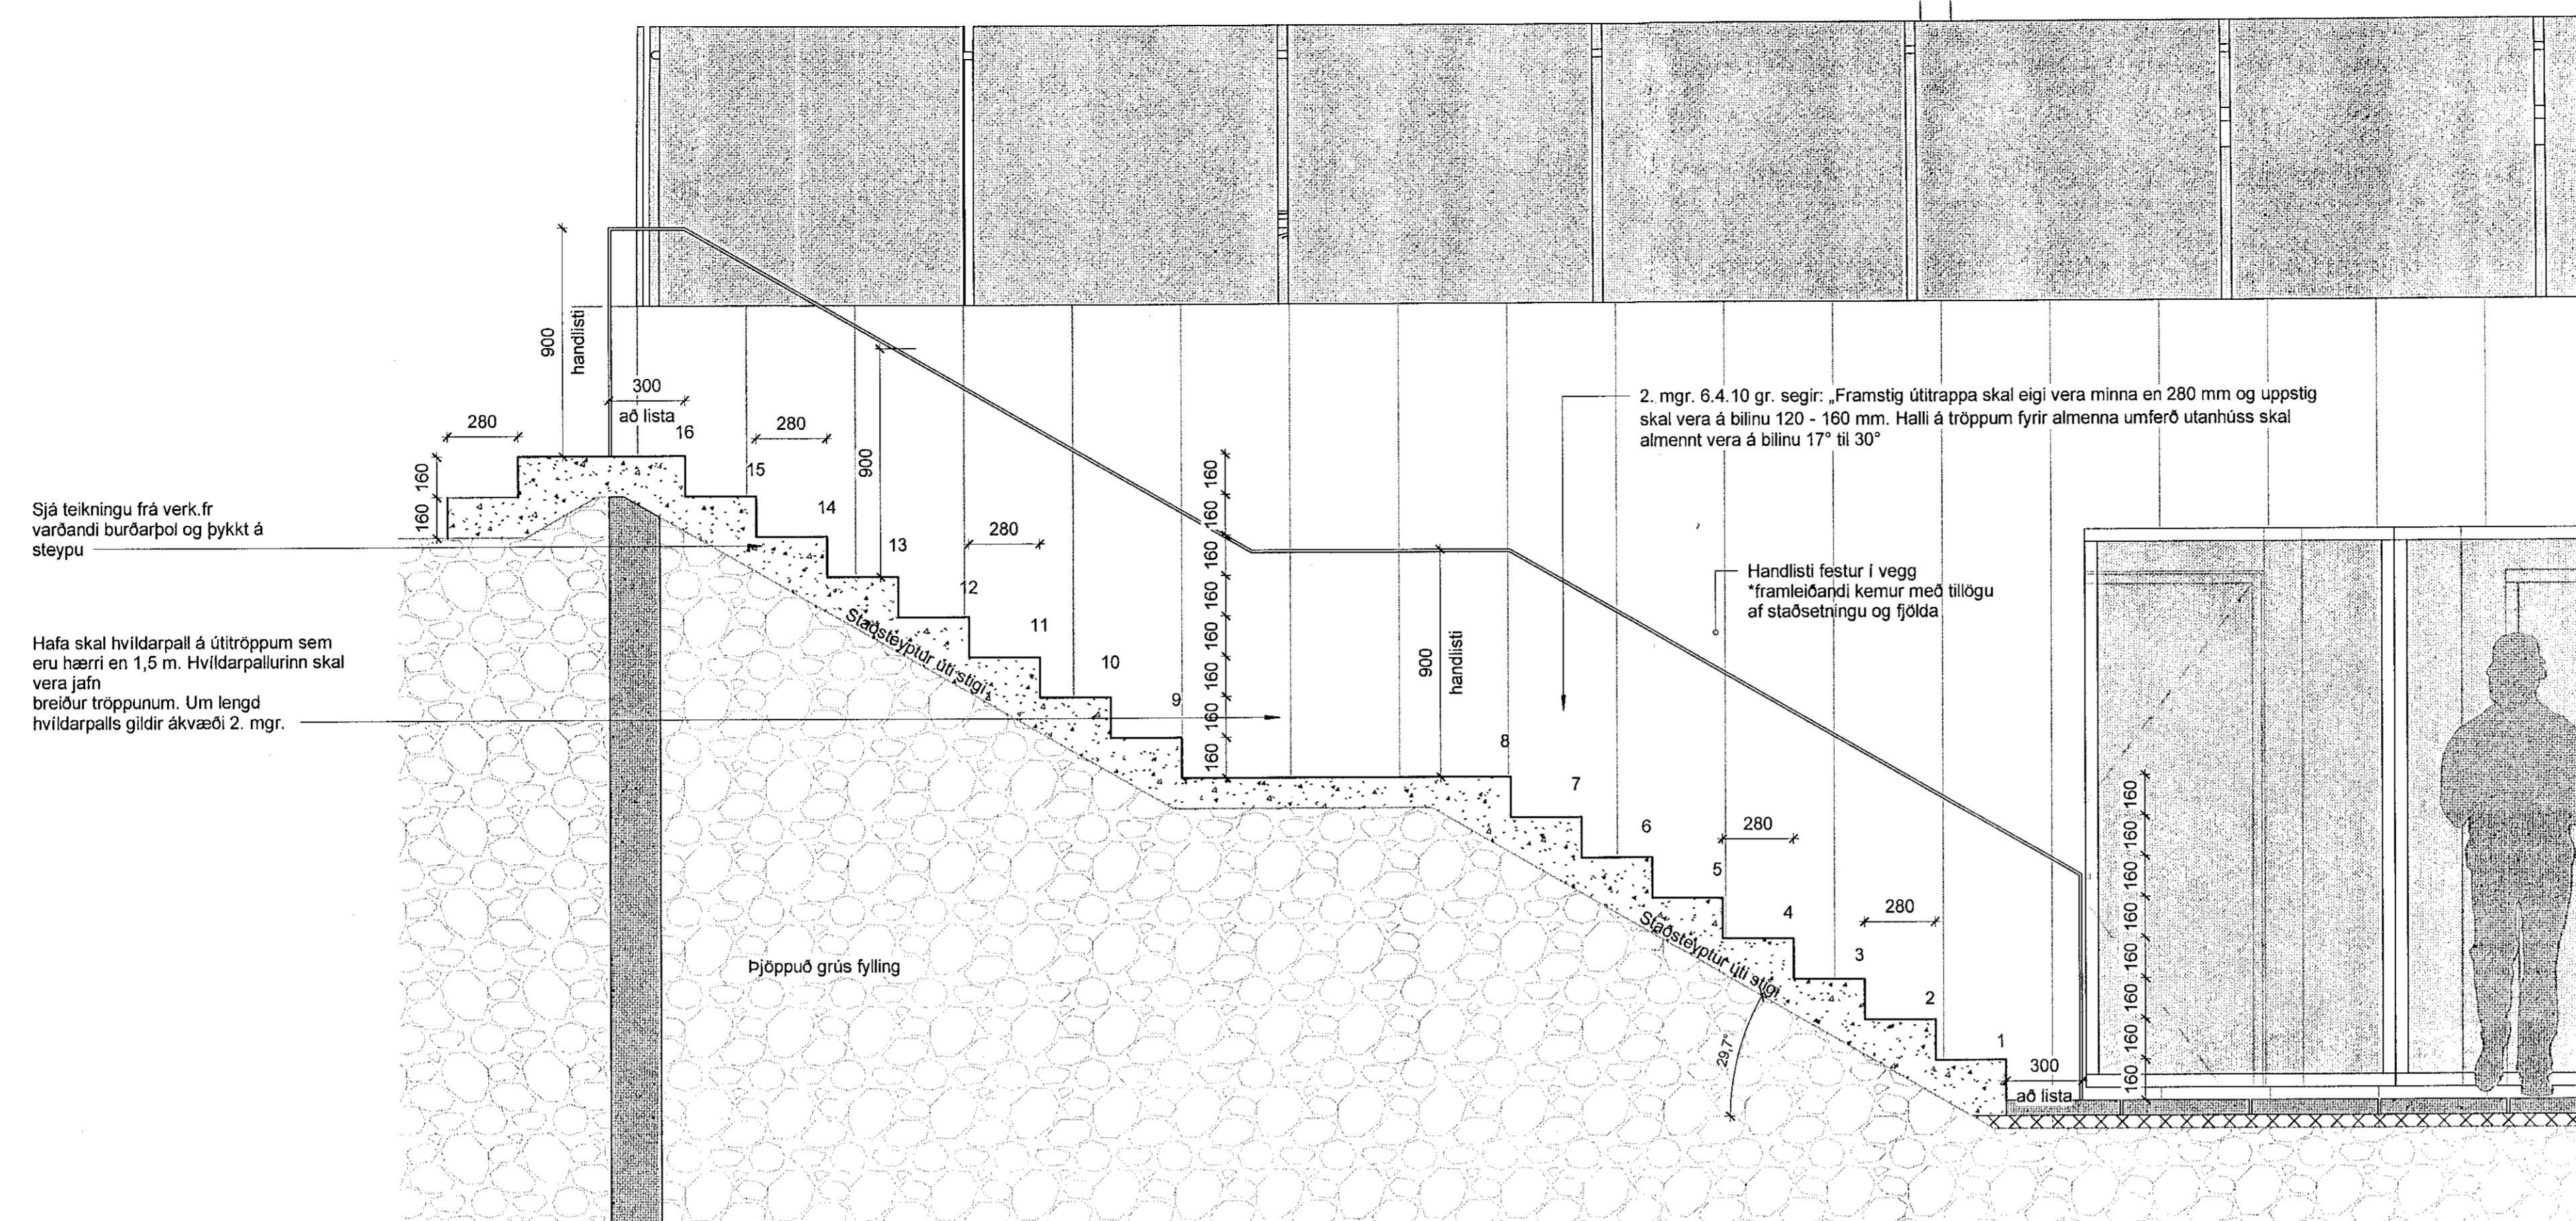 900
handlisti
300
að lista
280
160
160
16
280
15
900
14
280
13
12
11
10
9
Staðsteyptur úti stigi
Sjá teikningu frá verk.fr
varðandi burðarþol og þykkt á
steypu
Hafa skal hvíldarpall á útitröppum sem
eru hærri en 1,5 m. Hvíldarpallurinn skal
vera jafn
breiður tröppunum. Um lengd
hvíldarpalls gildir ákvæði 2. mgr.
160
160
160
160
160
160
160
160
2. mgr. 6.4.10 gr. segir: „Framstig útitrappa skal eigi vera minna en 280 mm og uppstig
skal vera á bilinu 120 - 160 mm. Halli á tröppum fyrir almenna umferð utanhúss skal
almennt vera á bilinu 17° til 30°
900
handlisti
Handlisti festur í vegg
*framleiðandi kemur með tillögu
af staðsetningu og fjölda
8
7
6
5
280
4
280
3
2
1
Staðsteyptur úti stigi
29,7°
300
að lista
160
160
160
160
160
160
160
160
Þjöppuð grús fylling